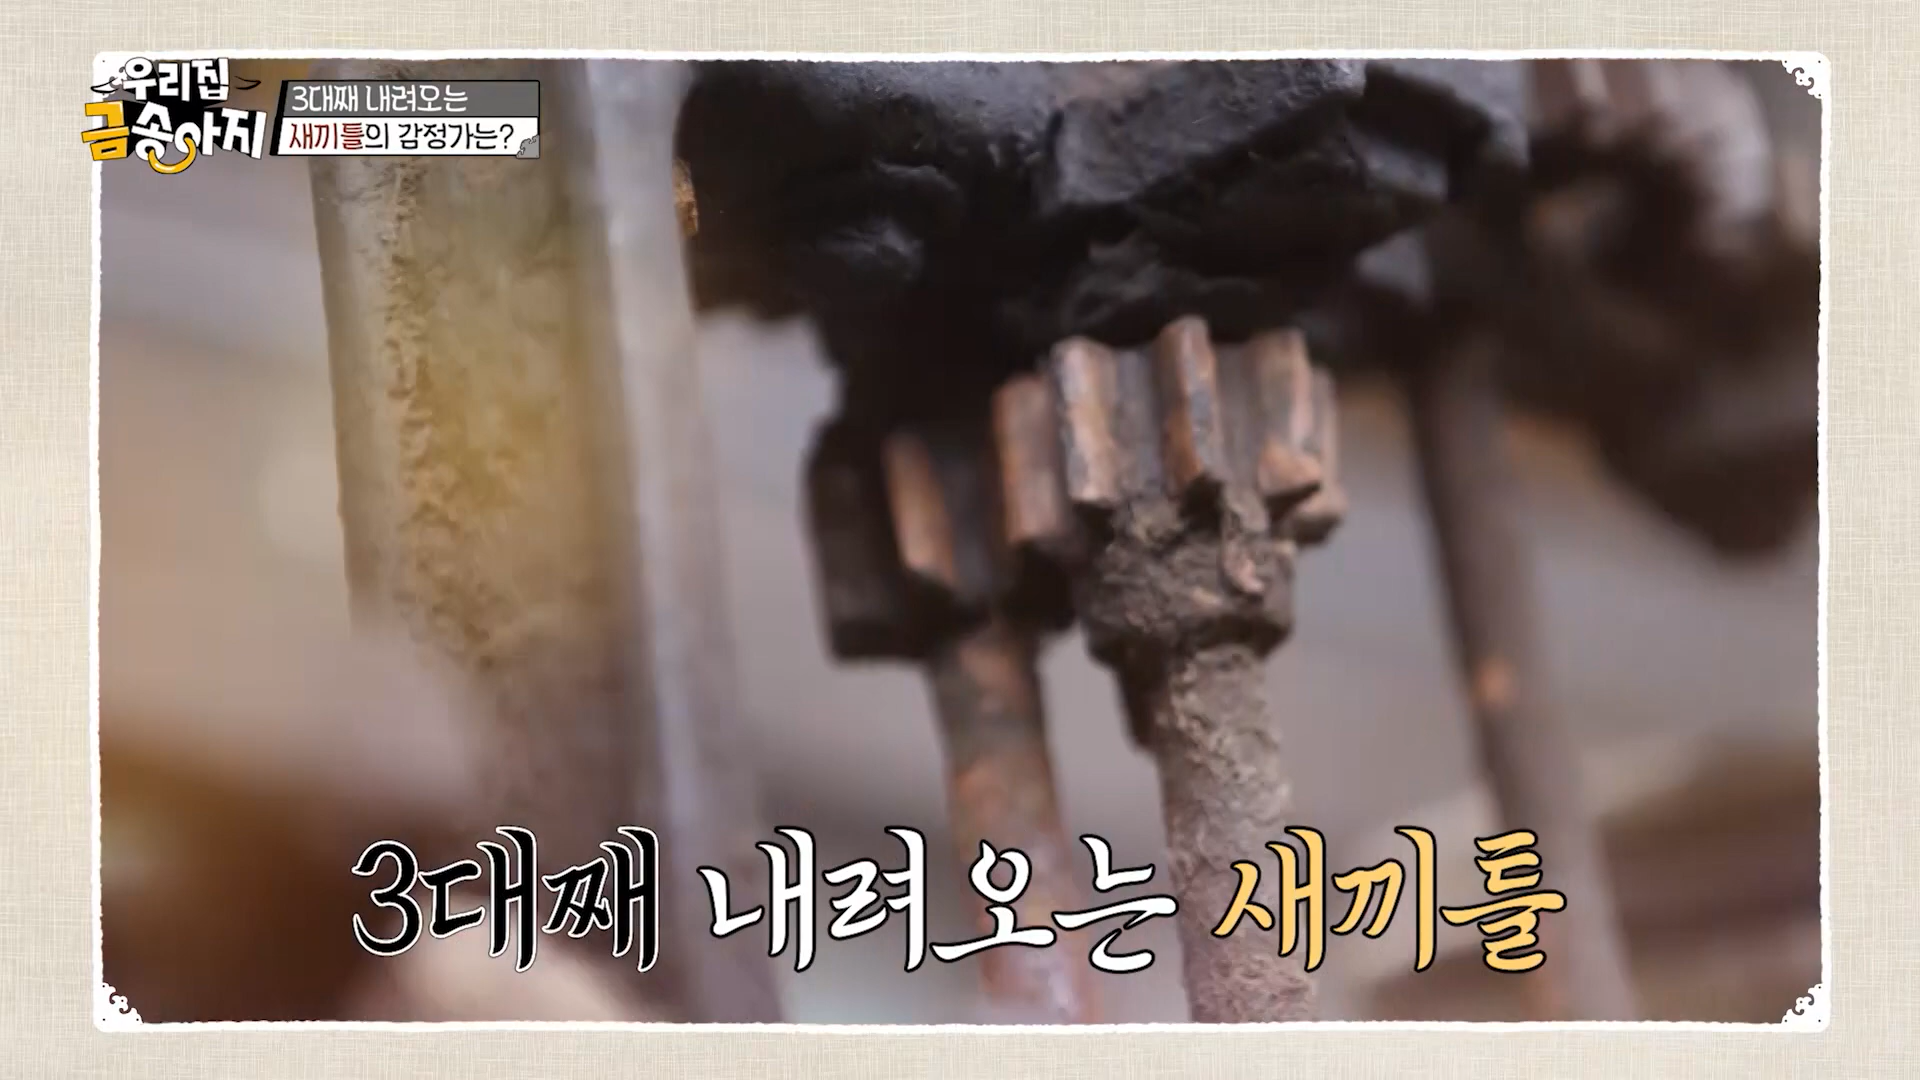 우리집
금송아지
3대째 내려오는
새끼틀의 감정가는?
3대째 내려오는 새끼틀